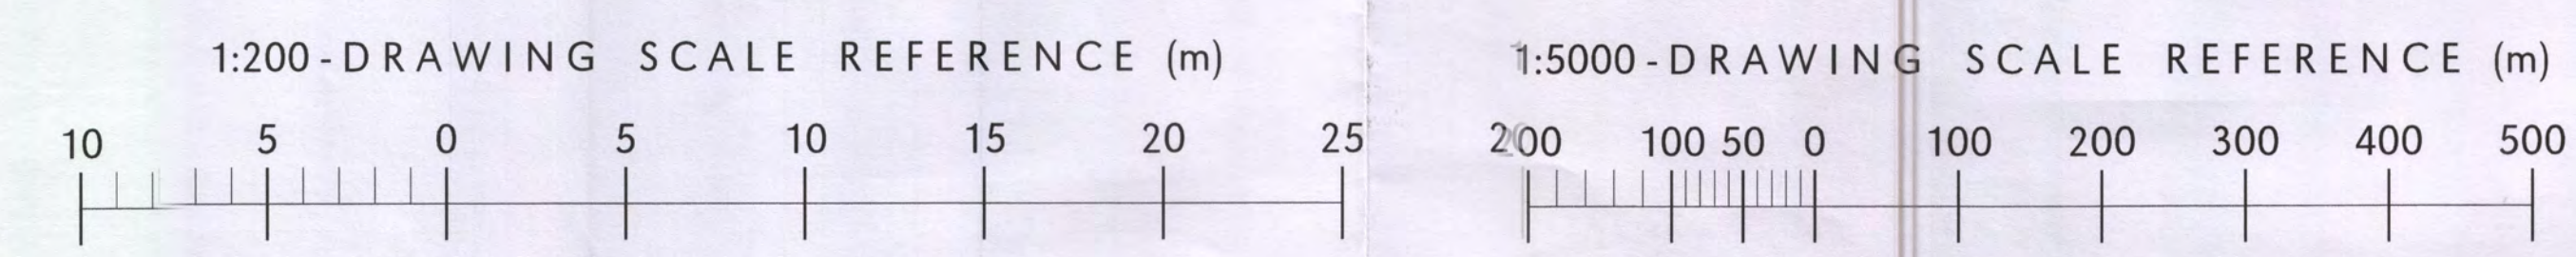 1:200 - DRAWING SCALE REFERENCE (m)
10 5 0 5 10 15 20 25
1:5000 - DRAWING SCALE REFERENCE (m)
200 100 50 0 100 200 300 400 500